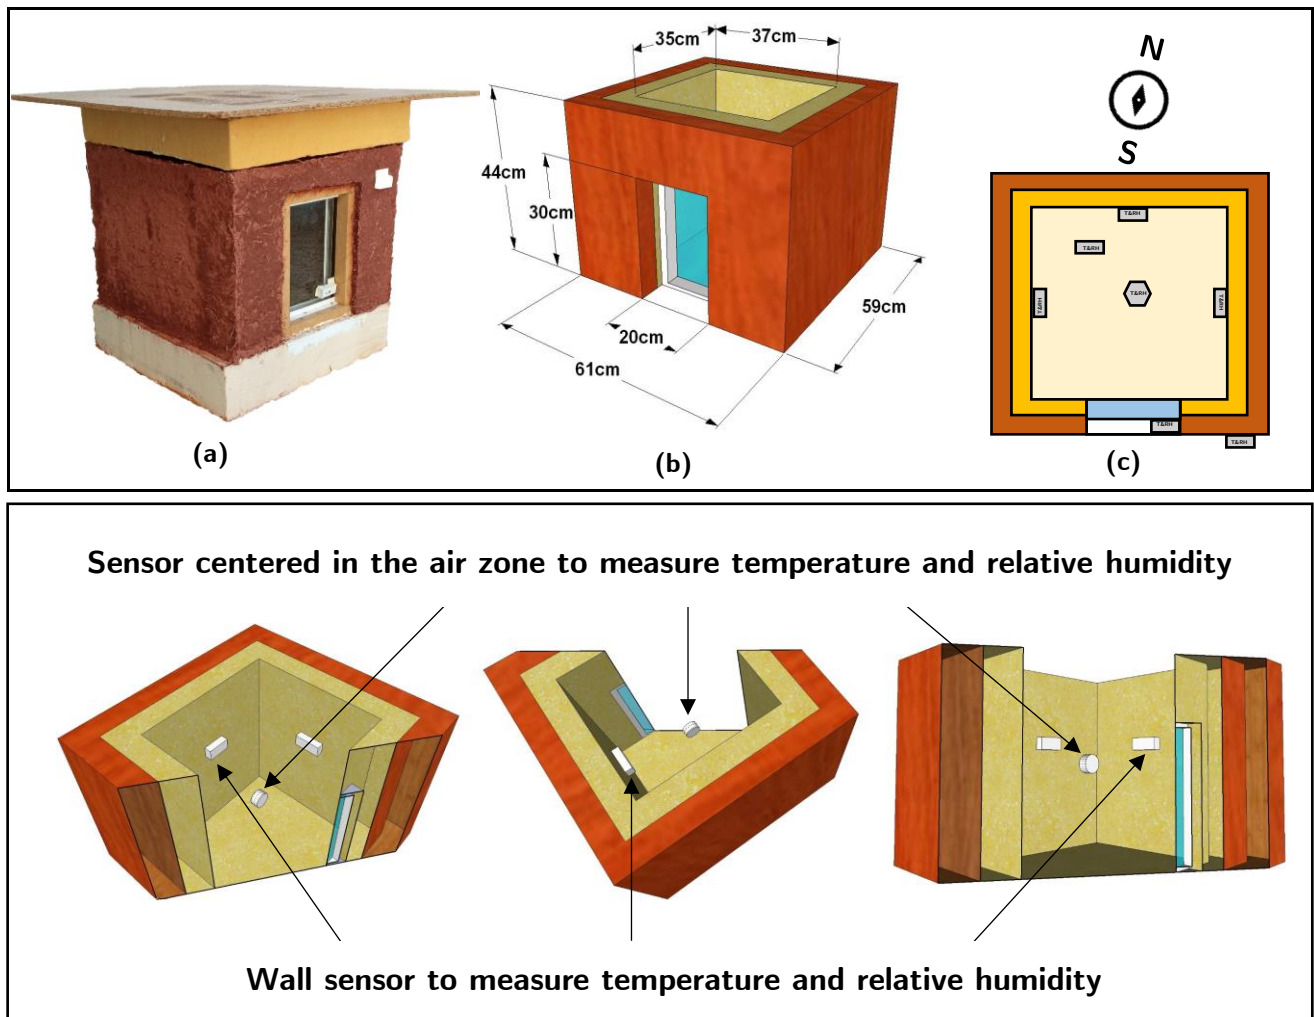 35cm
37cm
44cm
30cm
20cm
61cm
59cm
N
S
T&RH
T&RH
T&RH
T&RH
T&RH
T&RH
T&RH
(a)
(b)
(c)
Sensor centered in the air zone to measure temperature and relative humidity
Wall sensor to measure temperature and relative humidity